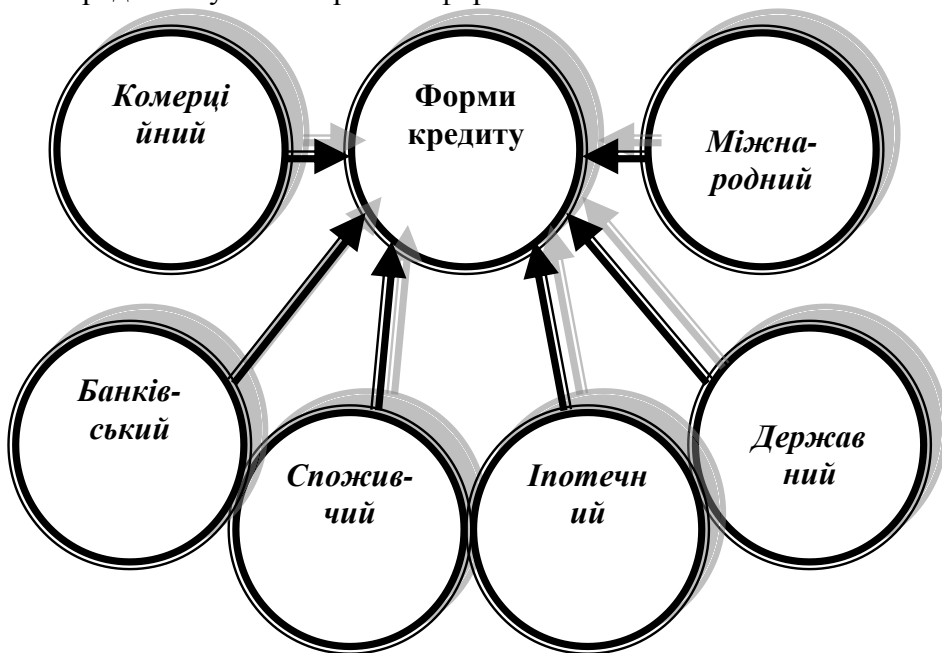 Комерці
йний
Форми
кредиту
Міжна-
родний
Банків-
ський
Спожив-
чий
Іпотечн
ий
Держав
ний